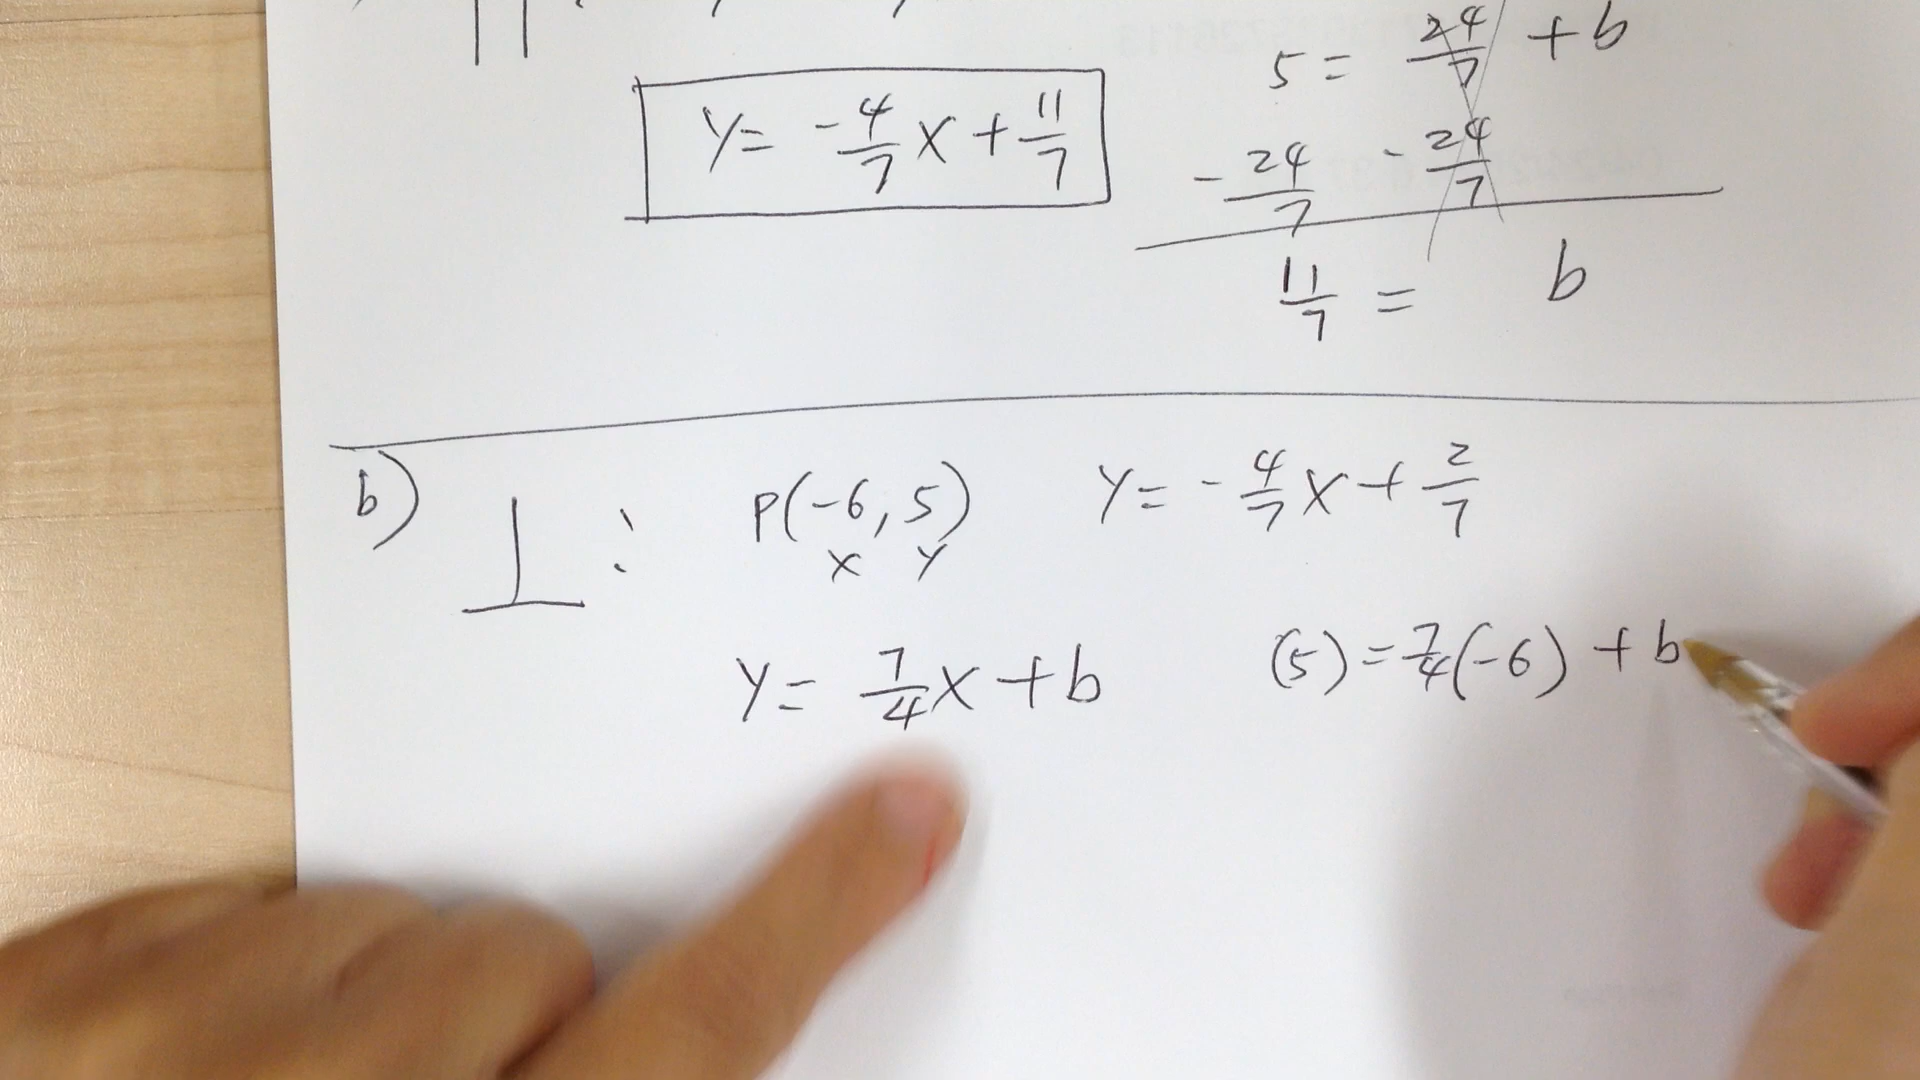 5 = 24/7 + b
y = -4/7 x + 11/7
- 24/7 - 24/7
11/7 = b
b) ⊥ : P(-6, 5) y = - 4/7 x + 2/7
x y
y = 7/4 x + b (5) = 7/4 (-6) + b